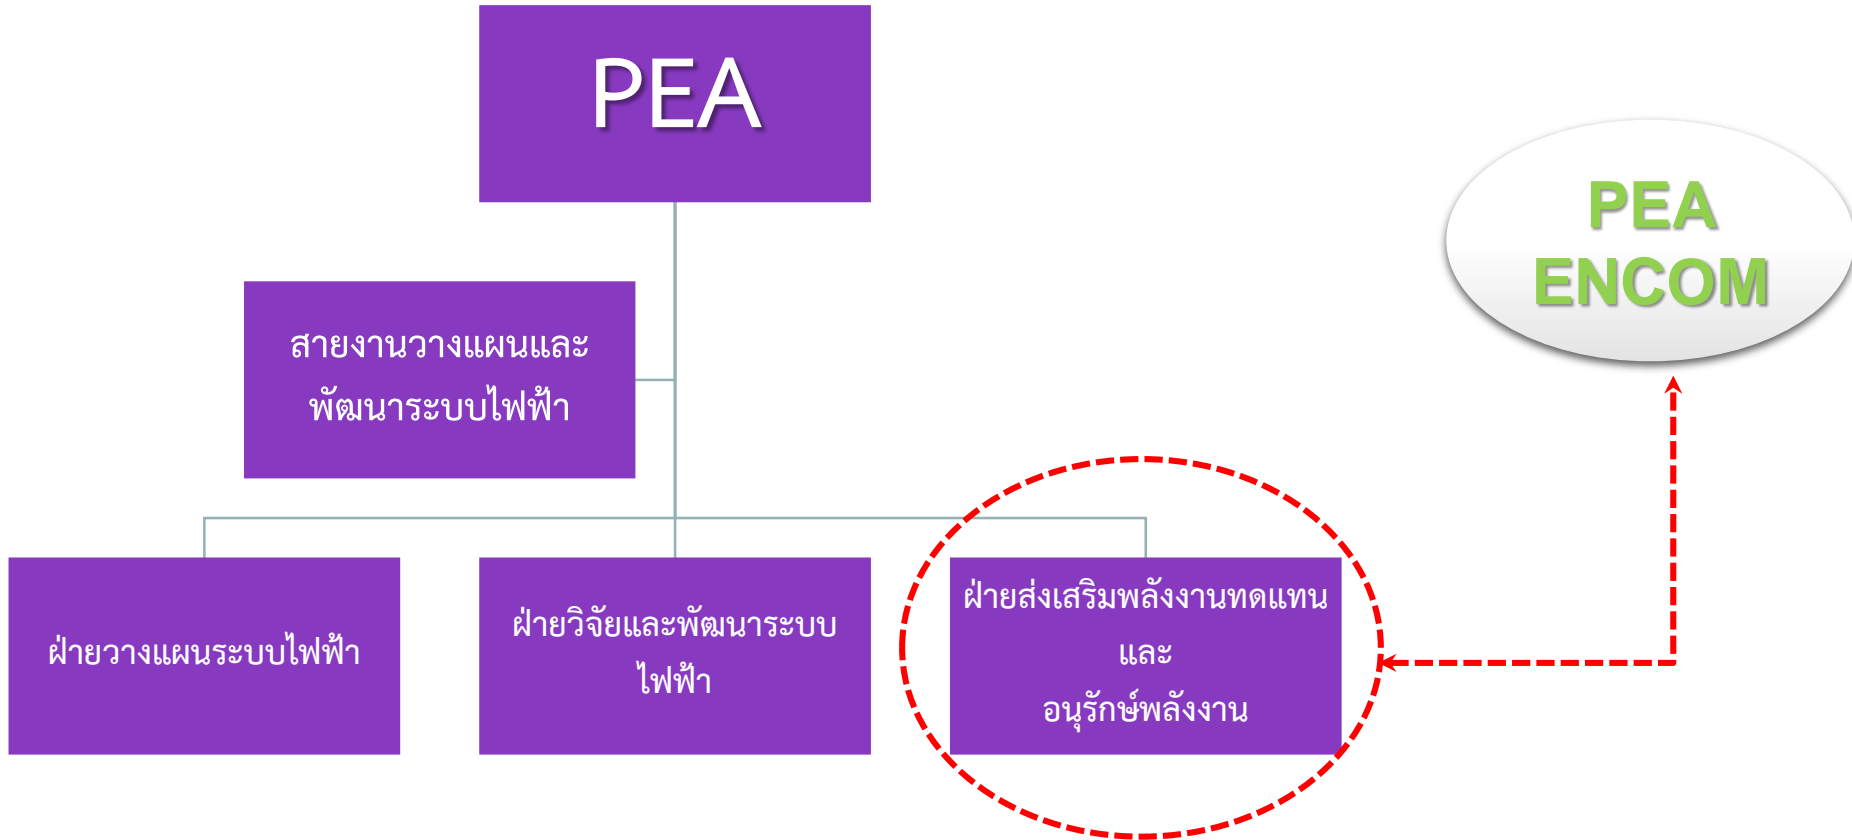 PEA
PEA
ENCOM
สายงานวางแผนและ
พัฒนาระบบไฟฟ้า
ฝ่ายวางแผนระบบไฟฟ้า
ฝ่ายวิจัยและพัฒนาระบบ
ไฟฟ้า
ฝ่ายส่งเสริมพลังงานทดแทน
และ
อนุรักษ์พลังงาน